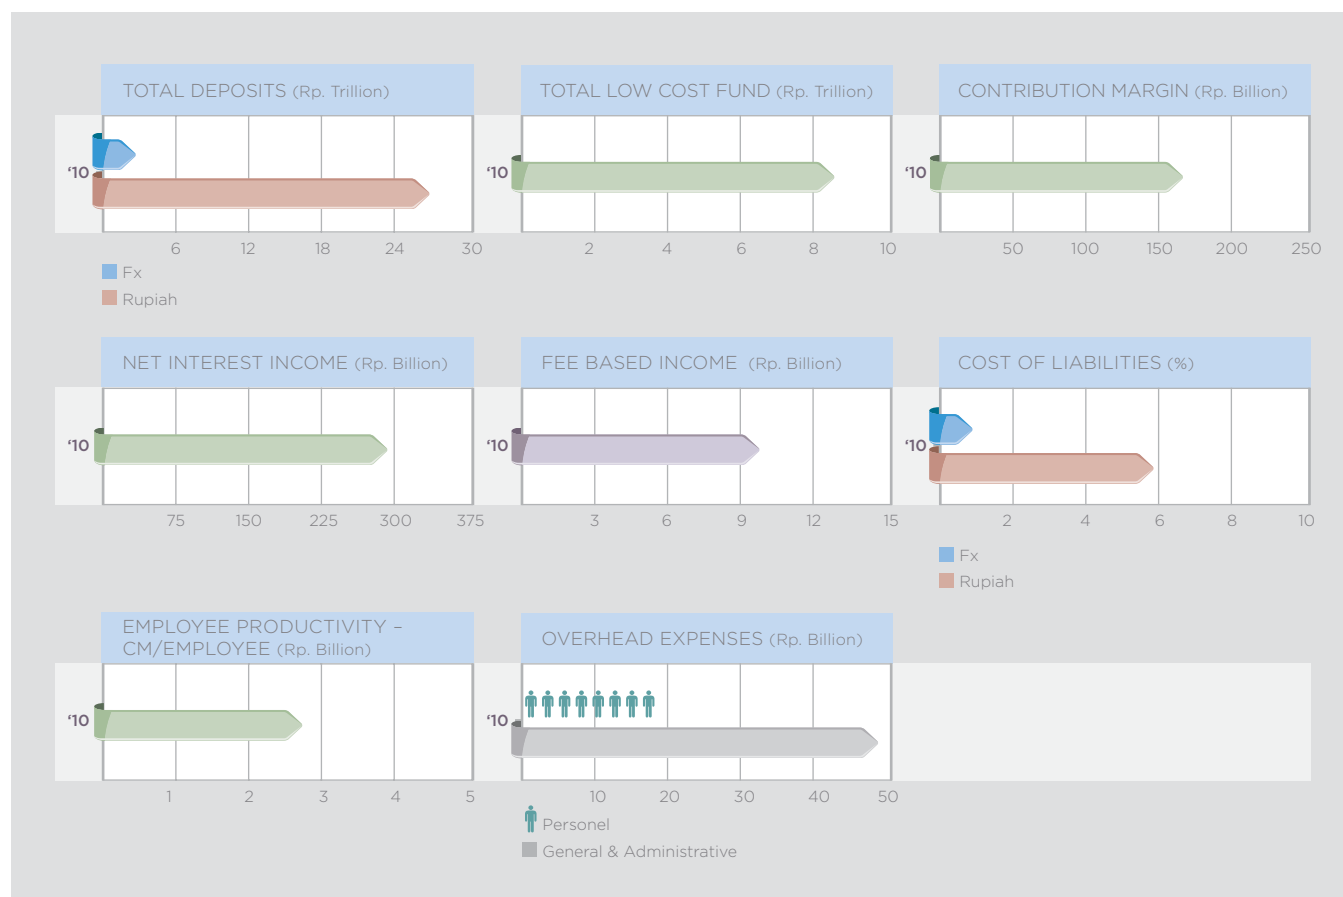 TOTAL DEPOSITS (Rp. Trillion)
‘10
6 12 18 24 30
Fx
Rupiah
TOTAL LOW COST FUND (Rp. Trillion)
‘10
2 4 6 8 10
CONTRIBUTION MARGIN (Rp. Billion)
‘10
50 100 150 200 250
NET INTEREST INCOME (Rp. Billion)
‘10
75 150 225 300 375
FEE BASED INCOME (Rp. Billion)
‘10
3 6 9 12 15
COST OF LIABILITIES (%)
‘10
2 4 6 8 10
Fx
Rupiah
EMPLOYEE PRODUCTIVITY –
CM/EMPLOYEE (Rp. Billion)
‘10
1 2 3 4 5
OVERHEAD EXPENSES (Rp. Billion)
‘10
10 20 30 40 50
Personel
General & Administrative